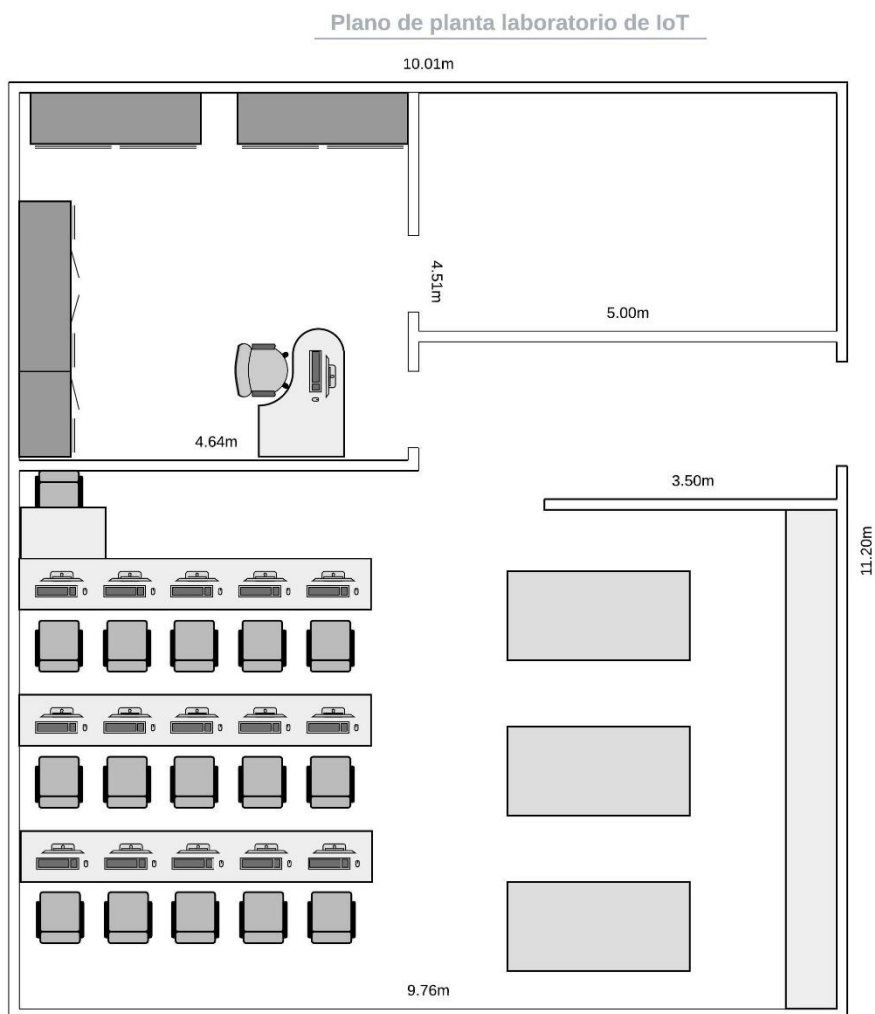 Plano de planta laboratorio de IoT
10.01m
4.51m
5.00m
4.64m
3.50m
11.20m
9.76m